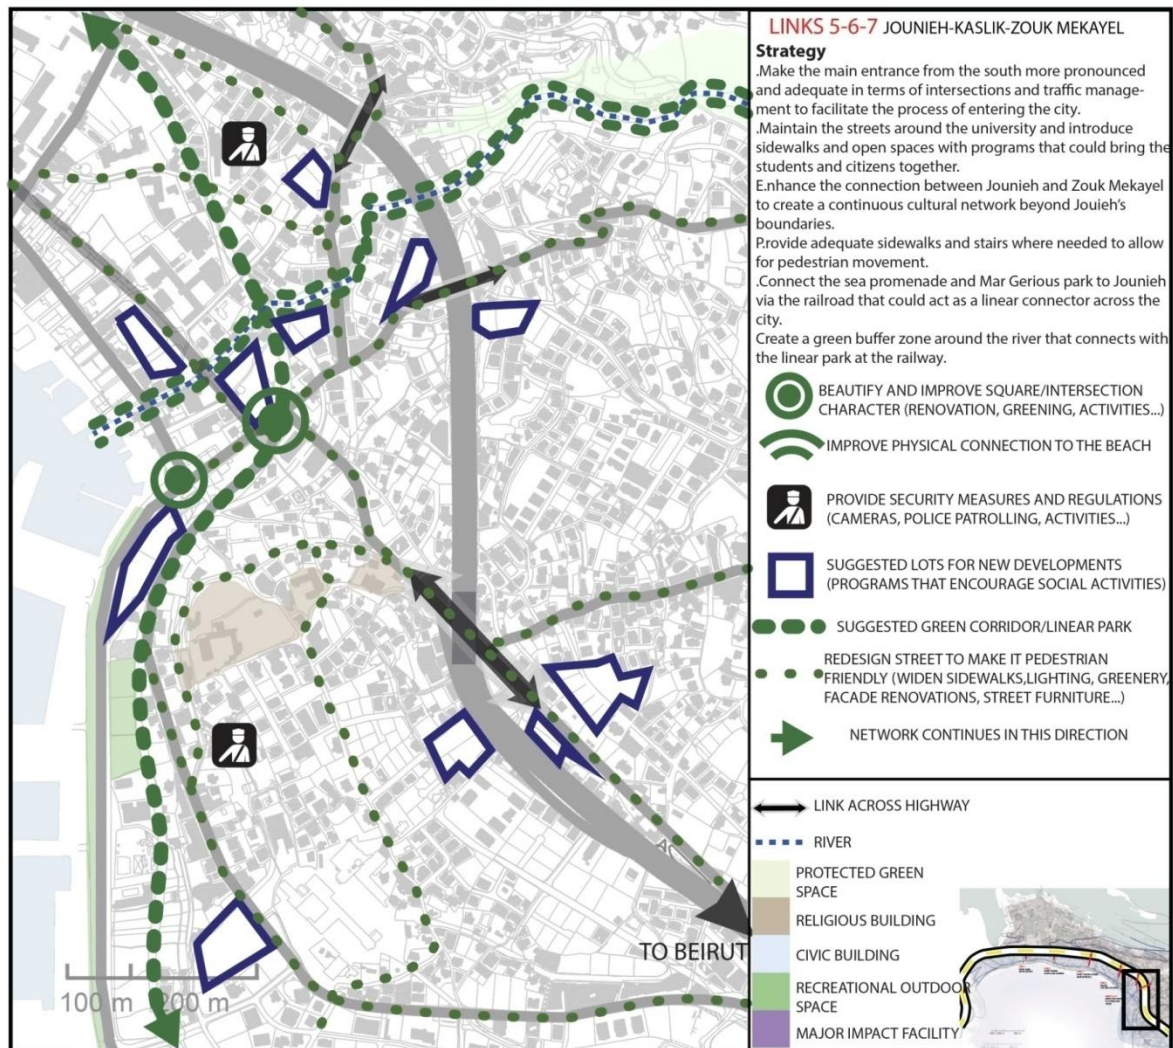 LINKS 5-6-7 JOUNIEH-KASLIK-ZOUK MEKAYEL
Strategy
.Make the main entrance from the south more pronounced
and adequate in terms of intersections and traffic manage-
ment to facilitate the process of entering the city.
.Maintain the streets around the university and introduce
sidewalks and open spaces with programs that could bring the
students and citizens together.
E.nhance the connection between Jounieh and Zouk Mekayel
to create a continuous cultural network beyond Jouieh's
boundaries.
P.rovide adequate sidewalks and stairs where needed to allow
for pedestrian movement.
.Connect the sea promenade and Mar Gerious park to Jounieh
via the railroad that could act as a linear connector across the
city.
Create a green buffer zone around the river that connects with
the linear park at the railway.
BEAUTIFY AND IMPROVE SQUARE/INTERSECTION
CHARACTER (RENOVATION, GREENING, ACTIVITIES...)
IMPROVE PHYSICAL CONNECTION TO THE BEACH
PROVIDE SECURITY MEASURES AND REGULATIONS
(CAMERAS, POLICE PATROLLING, ACTIVITIES...)
SUGGESTED LOTS FOR NEW DEVELOPMENTS
(PROGRAMS THAT ENCOURAGE SOCIAL ACTIVITIES)
SUGGESTED GREEN CORRIDOR/LINEAR PARK
REDESIGN STREET TO MAKE IT PEDESTRIAN
FRIENDLY (WIDEN SIDEWALKS,LIGHTING, GREENERY,
FACADE RENOVATIONS, STREET FURNITURE...)
NETWORK CONTINUES IN THIS DIRECTION
LINK ACROSS HIGHWAY
RIVER
PROTECTED GREEN
SPACE
RELIGIOUS BUILDING
CIVIC BUILDING
RECREATIONAL OUTDOOR
SPACE
MAJOR IMPACT FACILITY
TO BEIRUT
100 m 200 m